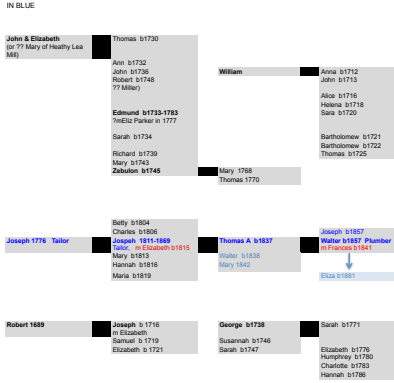 IN BLUE
John & Elizabeth
(or ?? Mary of Heathy Lea
Mill)
Thomas b1730
Ann b1732
John b1736
Robert b1748
?? Miller)
Edmund b1733-1783
?mEliz Parker in 1777
Sarah b1734
Richard b1739
Mary b1743
Zebulon b1745
William
Anna b1712
John b1713
Alice b1716
Helena b1718
Sara b1720
Bartholomew b1721
Bartholomew b1722
Thomas b1725
Mary 1768
Thomas 1770
Joseph 1776 Tailor
Betty b1804
Charles b1806
Jospeh 1811-1869
Tailor, m Elizabeth b1815
Mary b1813
Hannah b1816
Maria b1819
Thomas A b1837
Walter b1838
Mary 1842
Joseph b1857
Walter b1857 Plumber
m Frances b1841
Eliza b1881
Robert 1689
Joseph b 1716
m Elizabeth
Samuel b 1719
Elizabeth b 1721
George b1738
Susannah b1746
Sarah b1747
Sarah b1771
Elizabeth b1776
Humphrey b1780
Charlotte b1783
Hannah b1786